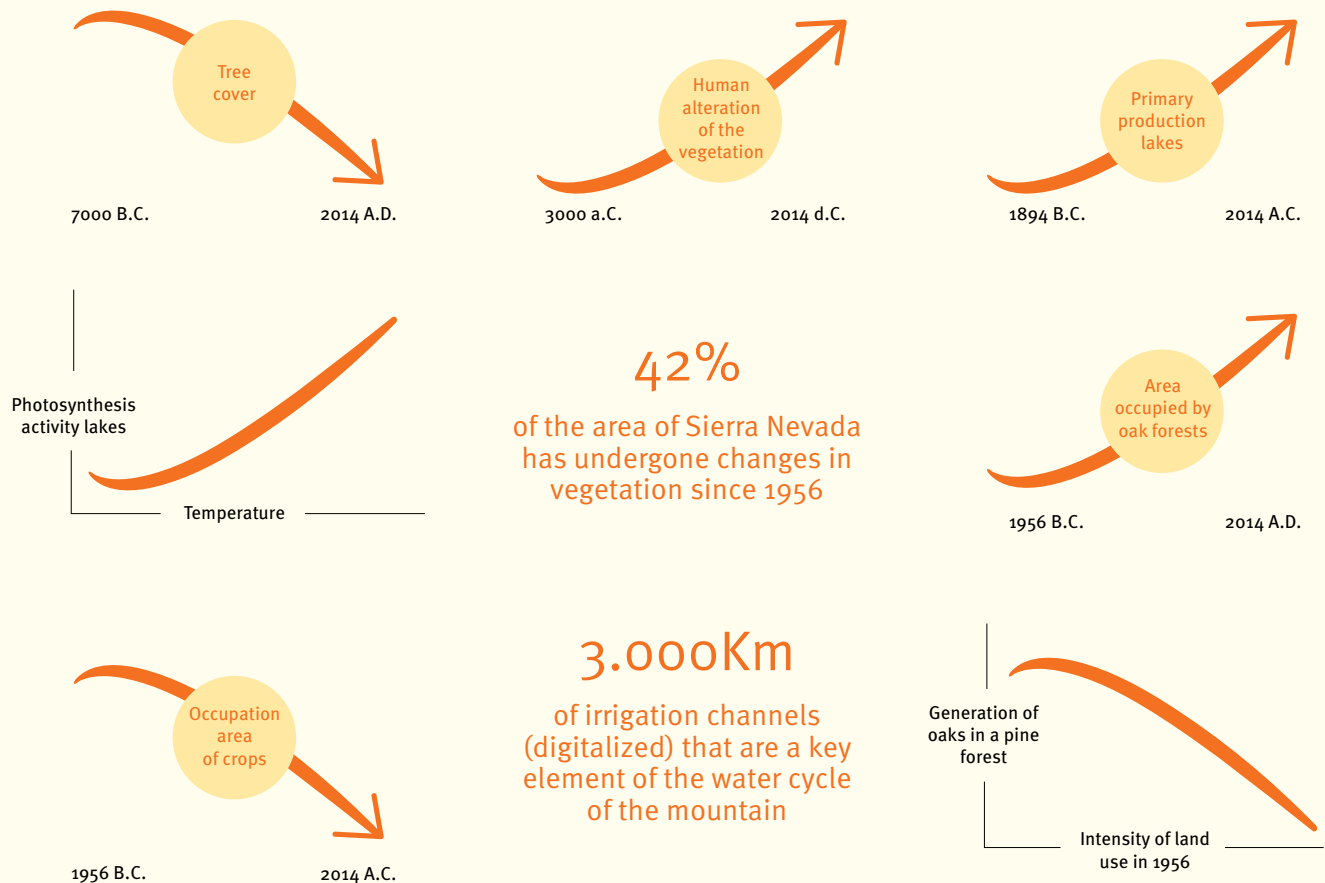 Tree
cover
7000 B.C.
2014 A.D.
Human
alteration
of the
vegetation
3000 a.C.
2014 d.C.
Primary
production
lakes
1894 B.C.
2014 A.C.
Photosynthesis
activity lakes
Temperature
42%
of the area of Sierra Nevada
has undergone changes in
vegetation since 1956
Area
occupied by
oak forests
1956 B.C.
2014 A.D.
Occupation
area
of crops
1956 B.C.
2014 A.C.
3.000Km
of irrigation channels
(digitalized) that are a key
element of the water cycle
of the mountain
Generation of
oaks in a pine
forest
Intensity of land
use in 1956